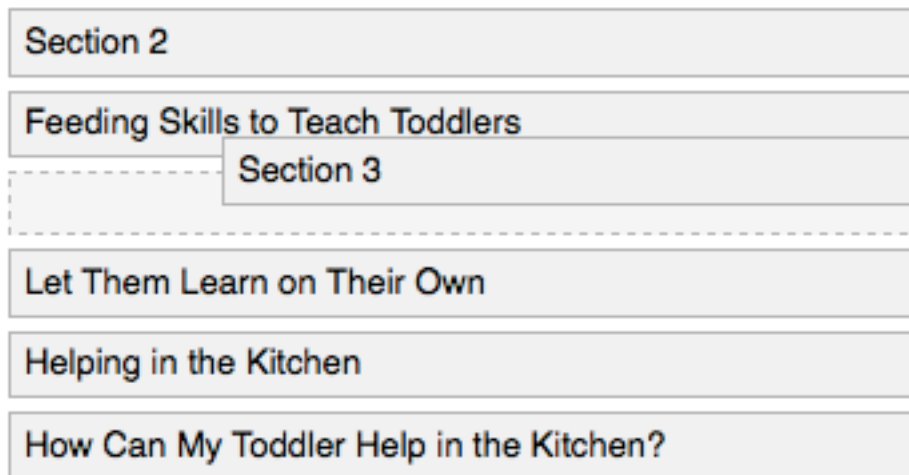 Section 2
Feeding Skills to Teach Toddlers
Section 3
Let Them Learn on Their Own
Helping in the Kitchen
How Can My Toddler Help in the Kitchen?